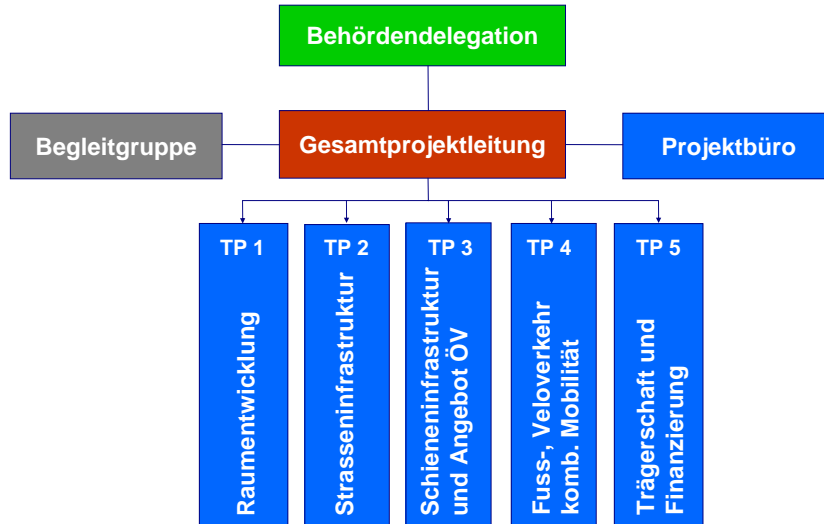 Behördendelegation
Begleitgruppe
Gesamtprojektleitung
Projektbüro
TP 1
Raumentwicklung
TP 2
Strasseninfrastruktur
TP 3
Schieneninfrastruktur
und Angebot ÖV
TP 4
Fuss-, Veloverkehr
komb. Mobilität
TP 5
Trägerschaft und
Finanzierung